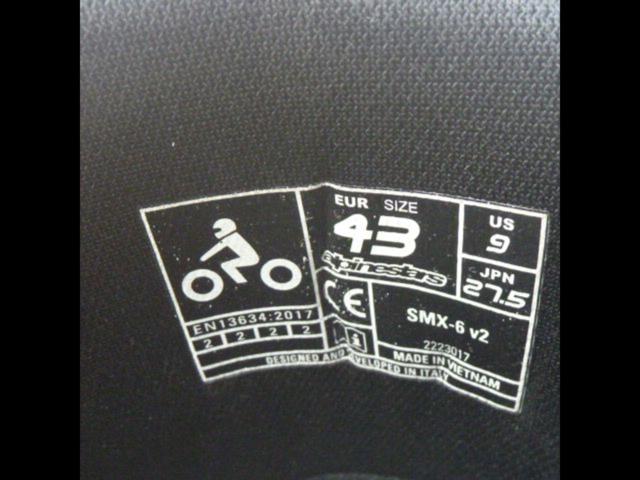 EUR SIZE
43
alpinestars
US
9
JPN
27.5
EN13634:2017
2 2 2 2
CE
i
SMX-6 v2
2223017
MADE IN VIETNAM
DESIGNED AND DEVELOPED IN ITALY